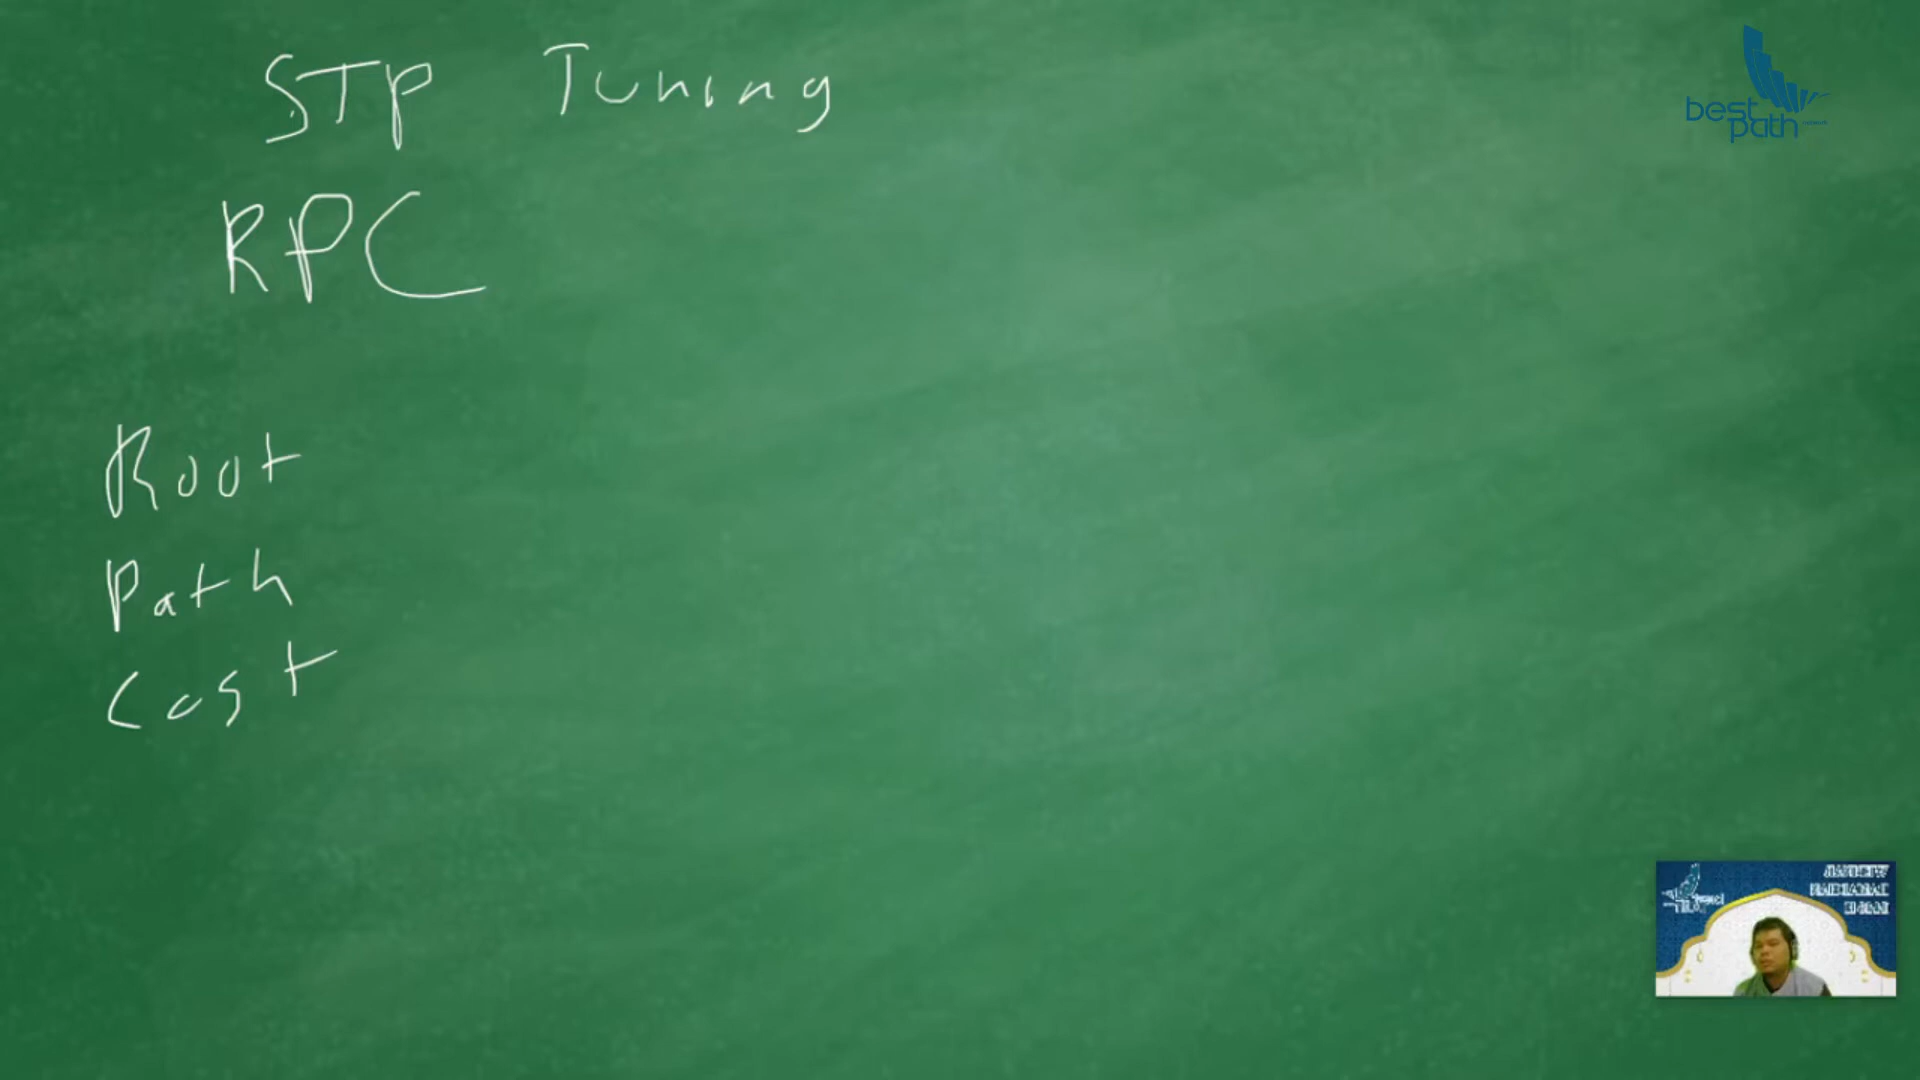 STP Tuning
RPC
Root
Path
Cost
best
path